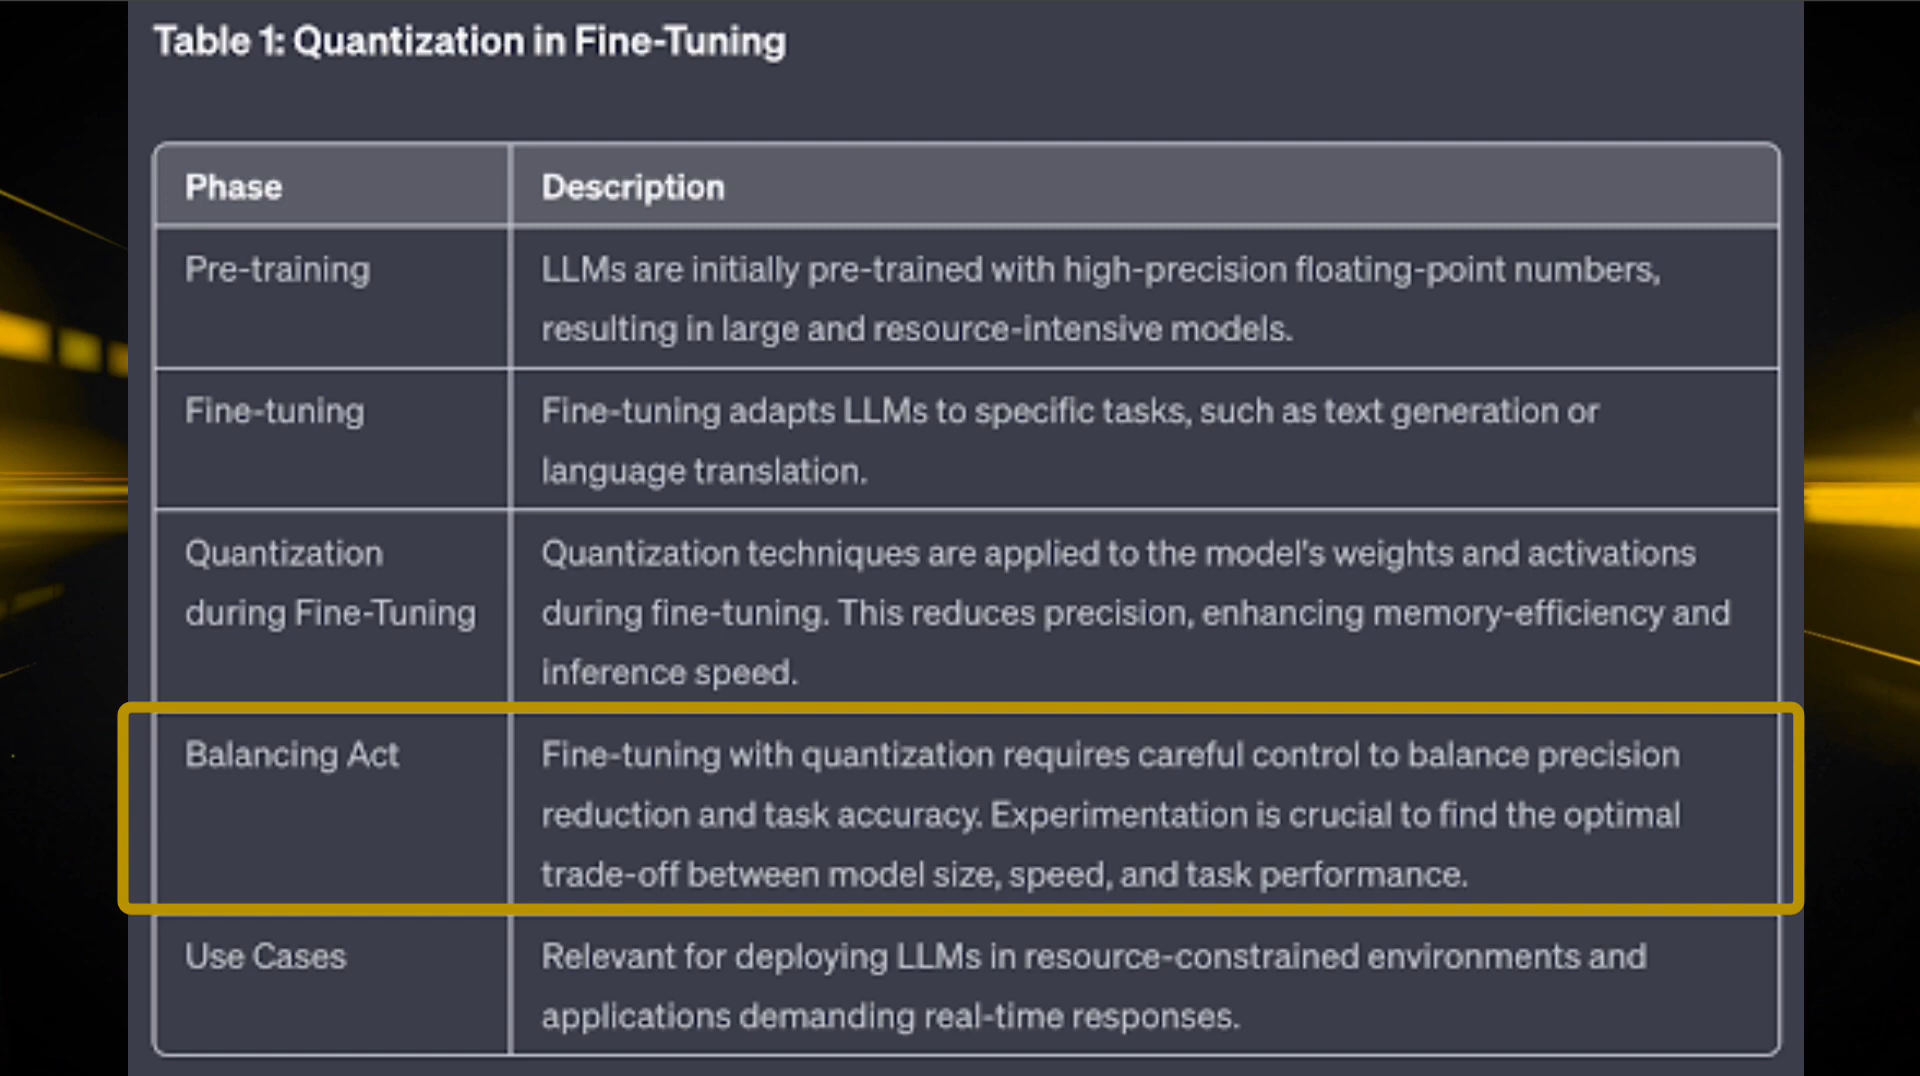 Table 1: Quantization in Fine-Tuning
Phase
Description
Pre-training
LLMs are initially pre-trained with high-precision floating-point numbers,
resulting in large and resource-intensive models.
Fine-tuning
Fine-tuning adapts LLMs to specific tasks, such as text generation or
language translation.
Quantization
during Fine-Tuning
Quantization techniques are applied to the model's weights and activations
during fine-tuning. This reduces precision, enhancing memory-efficiency and
inference speed.
Balancing Act
Fine-tuning with quantization requires careful control to balance precision
reduction and task accuracy. Experimentation is crucial to find the optimal
trade-off between model size, speed, and task performance.
Use Cases
Relevant for deploying LLMs in resource-constrained environments and
applications demanding real-time responses.